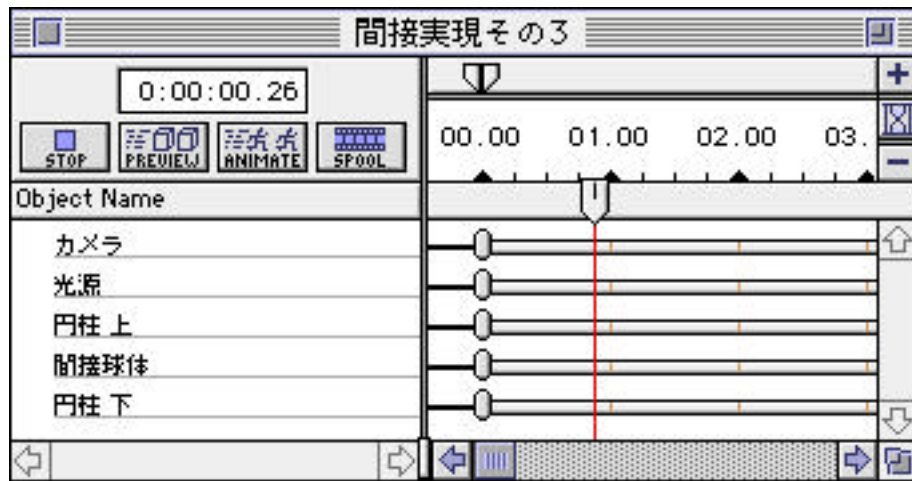 間接実現その3
0:00:00.26
STOP PREVIEW ANIMATE SPOOL
00.00 01.00 02.00 03.
Object Name
カメラ
光源
円柱 上
間接球体
円柱 下